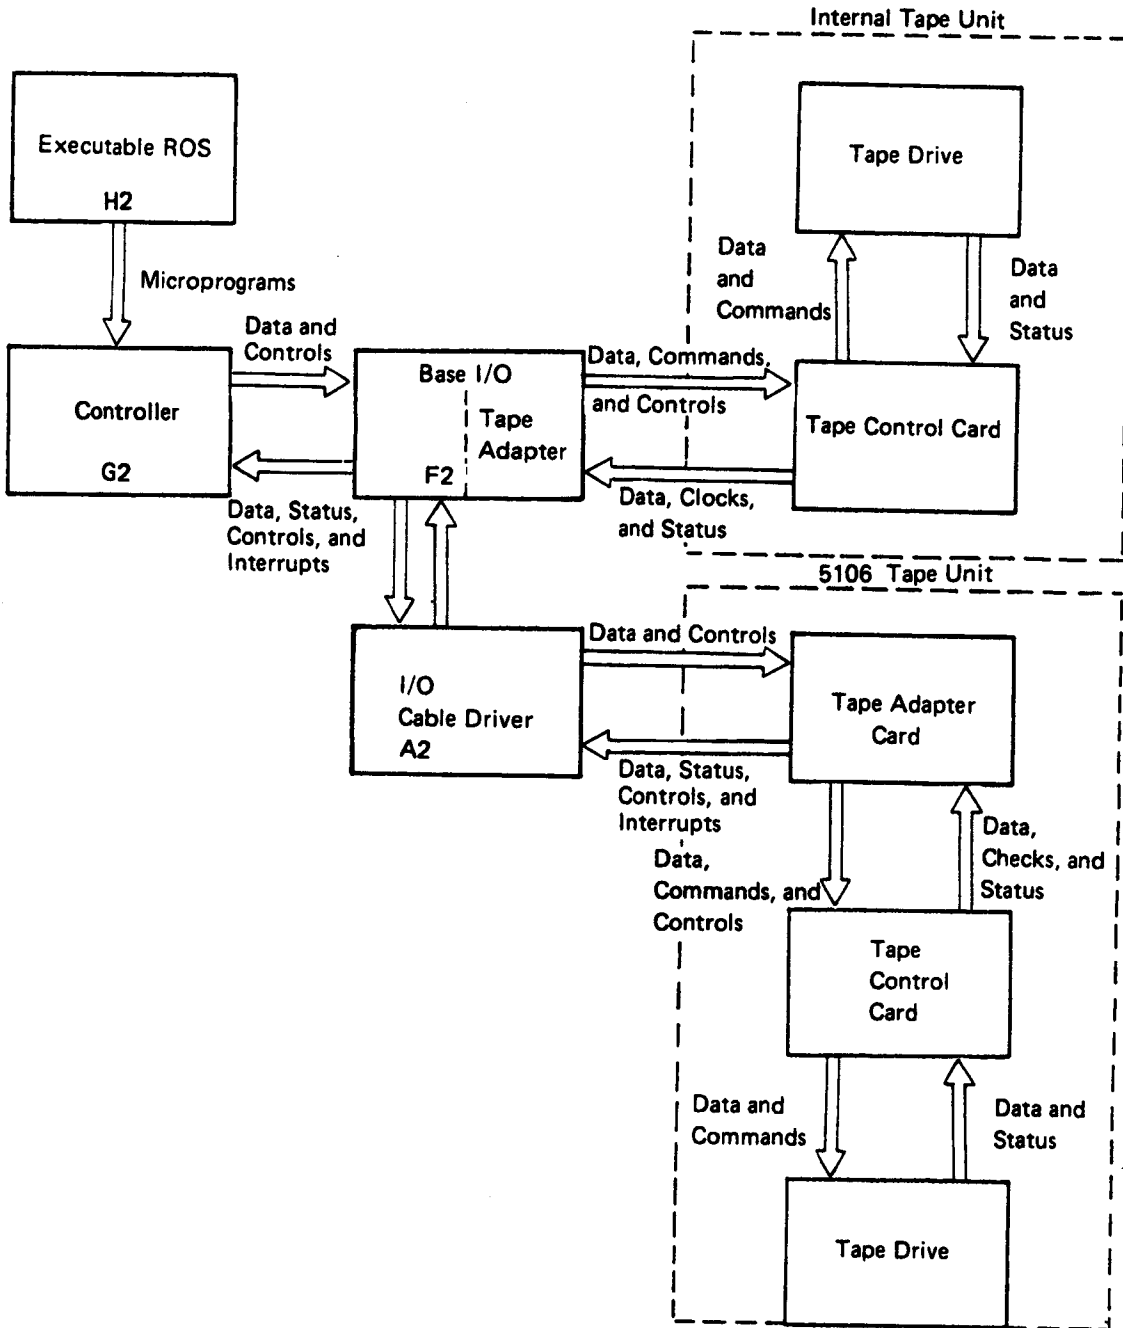 Internal Tape Unit
Executable ROS
H2
Tape Drive
Microprograms
Data
and
Commands
Data
and
Status
Data and
Controls
Controller
G2
Base I/O
Tape
Adapter
F2
Data, Commands,
and Controls
Tape Control Card
Data, Clocks,
and Status
Data, Status,
Controls, and
Interrupts
5106 Tape Unit
I/O
Cable Driver
A2
Data and Controls
Tape Adapter
Card
Data, Status,
Controls, and
Interrupts
Data,
Commands, and
Controls
Data,
Checks, and
Status
Tape
Control
Card
Data and
Commands
Data and
Status
Tape Drive